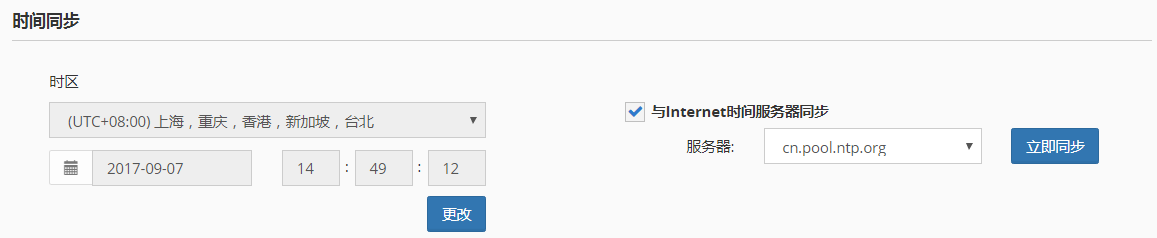 时间同步
时区
(UTC+08:00) 上海，重庆，香港，新加坡，台北
2017-09-07 14 : 49 : 12
更改
与Internet时间服务器同步
服务器: cn.pool.ntp.org 立即同步